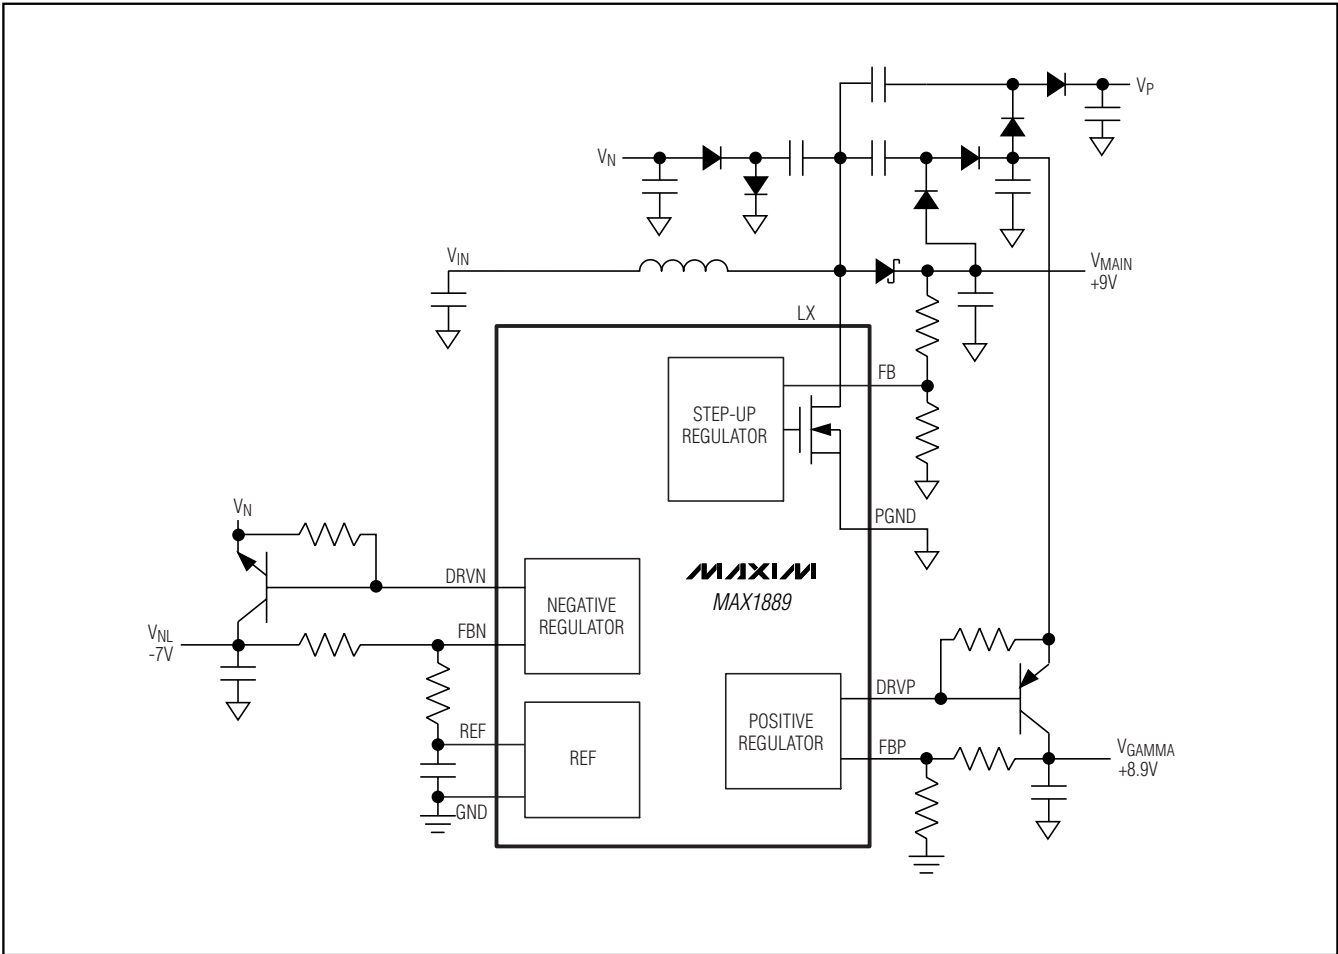 VP
VN
VIN
VMAIN
+9V
LX
FB
STEP-UP
REGULATOR
PGND
VN
MAXIM
MAX1889
DRVN
NEGATIVE
REGULATOR
FBN
VNL
-7V
DRVP
POSITIVE
REGULATOR
REF
REF
FBP
VGAMMA
+8.9V
GND